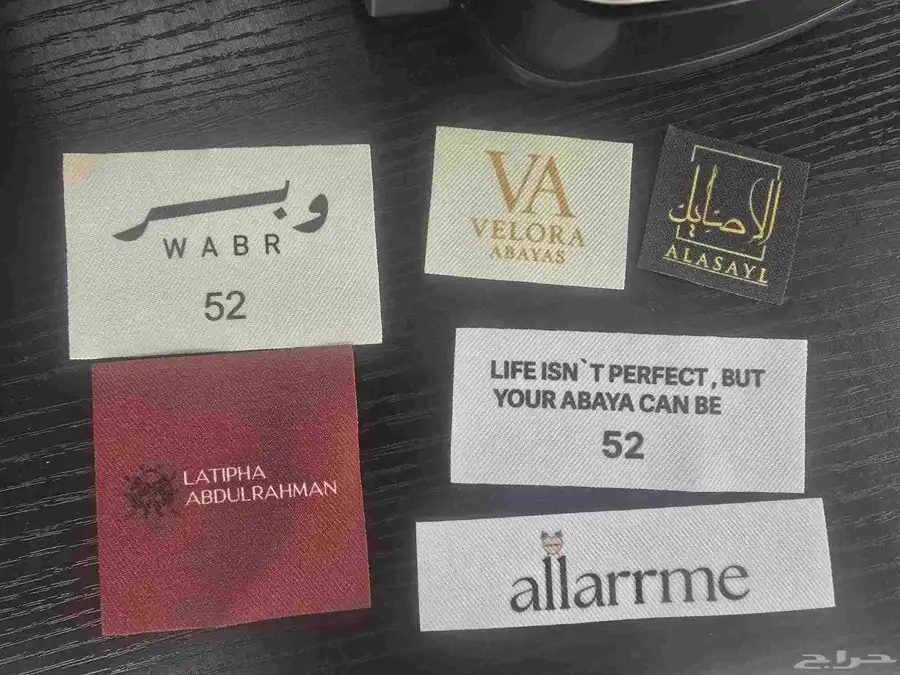 وبر
WABR
52
VA
VELORA
ABAYAS
الاصايل
ALASAYL
LATIPHA
ABDULRAHMAN
LIFE ISN`T PERFECT , BUT
YOUR ABAYA CAN BE
52
allarrme
حراج